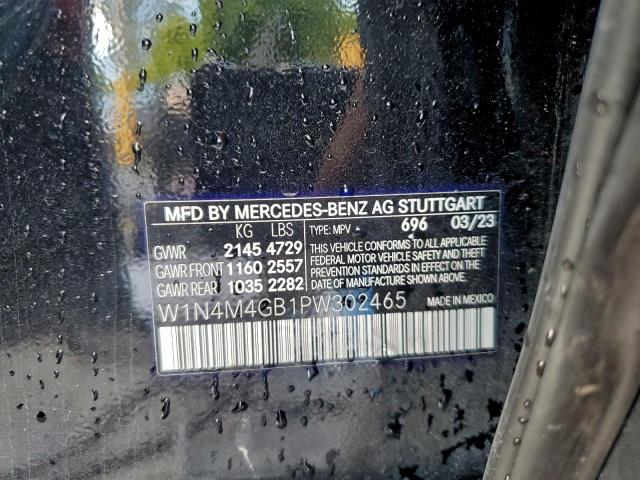 MFD BY MERCEDES-BENZ AG STUTTGART
KG LBS TYPE: MPV 696 03/23
GVWR 2145 4729
GAWR FRONT 1160 2557
GAWR REAR 1035 2282
THIS VEHICLE CONFORMS TO ALL APPLICABLE
FEDERAL MOTOR VEHICLE SAFETY AND THEFT
PREVENTION STANDARDS IN EFFECT ON THE
DATE OF MANUFACTURE SHOWN ABOVE.
W1N4M4GB1PW302465 MADE IN MEXICO